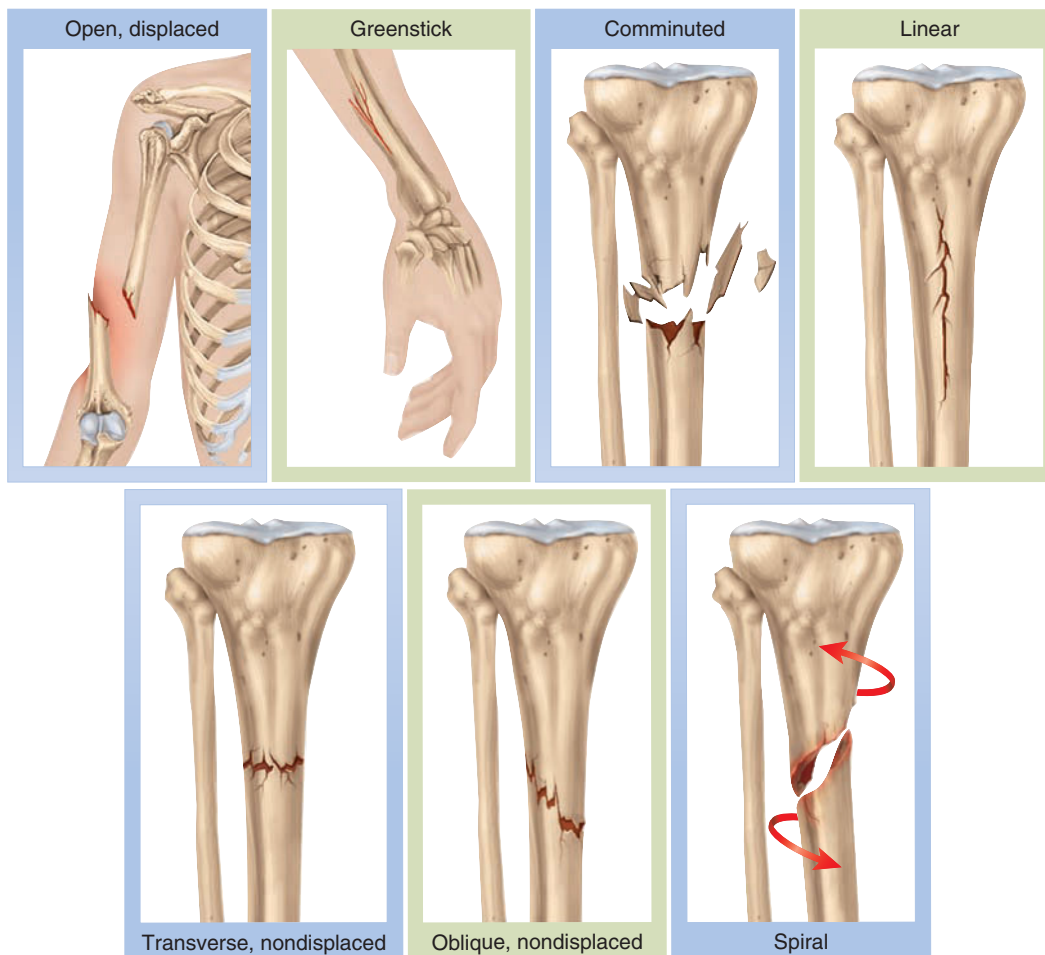 Open, displaced
Greenstick
Comminuted
Linear
Transverse, nondisplaced
Oblique, nondisplaced
Spiral